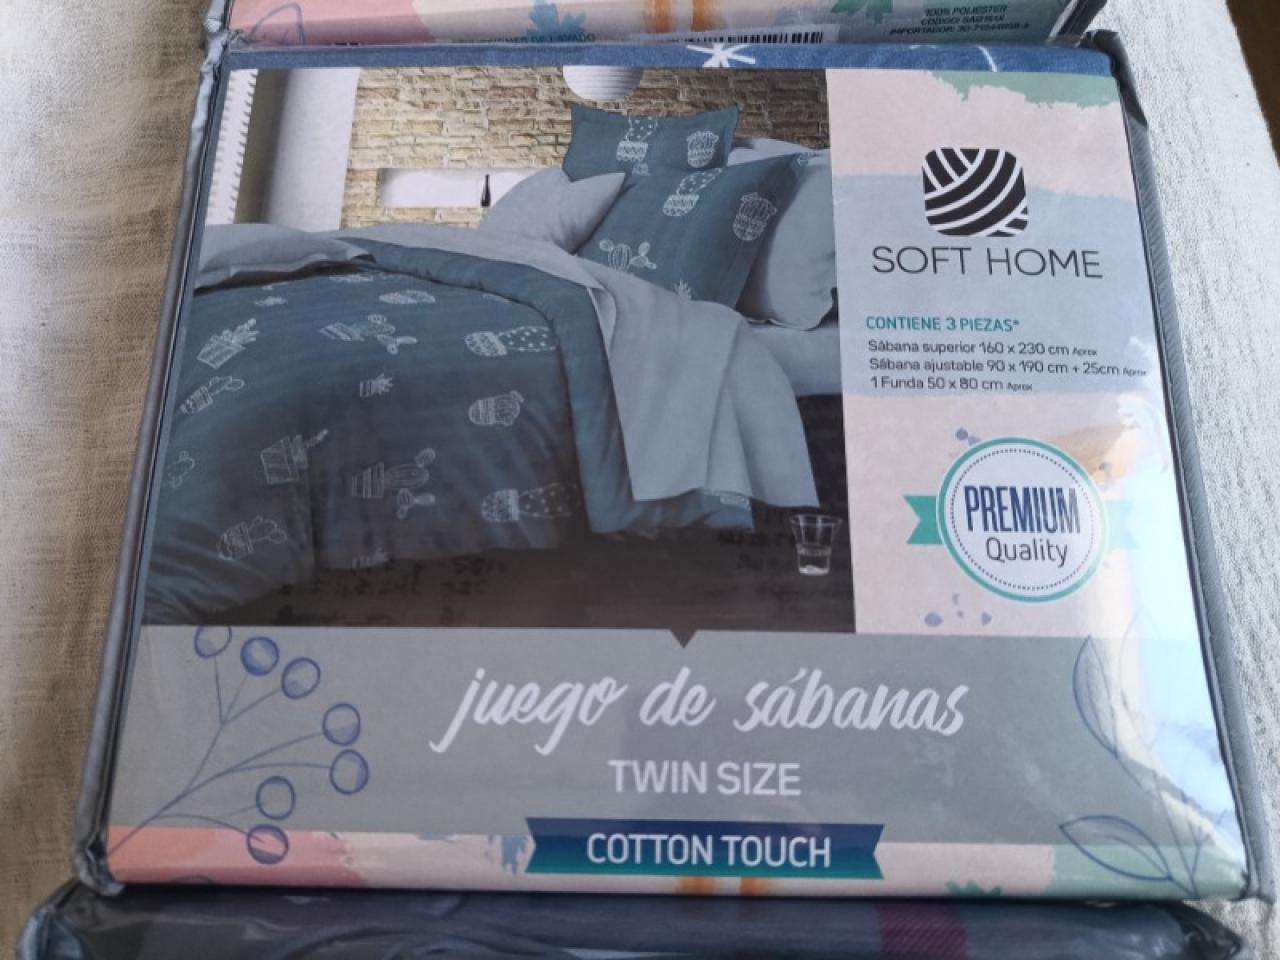 100% POLIESTER
SOFT HOME
CONTIENE 3 PIEZAS*
Sábana superior 160 x 230 cm Aprox
Sábana ajustable 90 x 190 cm + 25cm Aprox
1 Funda 50 x 80 cm Aprox
PREMIUM
Quality
juego de sábanas
TWIN SIZE
COTTON TOUCH